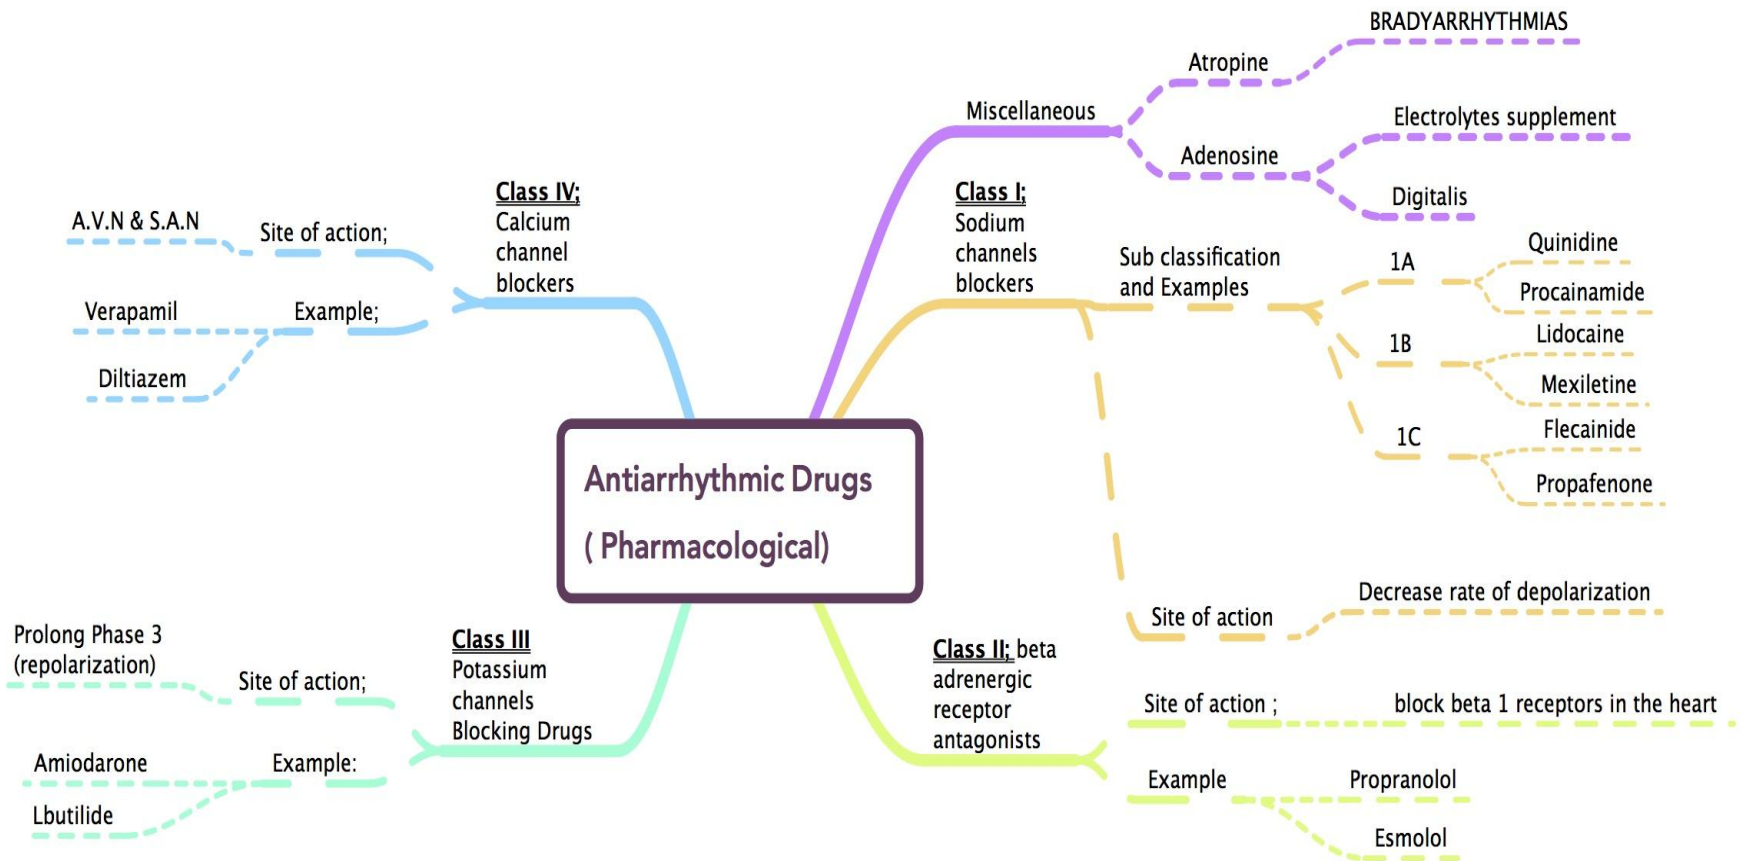 BRADYARRHYTHMIAS
Atropine
Miscellaneous
Electrolytes supplement
Adenosine
Digitalis
Class IV;
Calcium
channel
blockers
A.V.N & S.A.N
Site of action;
Verapamil
Example;
Diltiazem
Class I;
Sodium
channels
blockers
Sub classification
and Examples
1A
Quinidine
Procainamide
1B
Lidocaine
Mexiletine
1C
Flecainide
Propafenone
Site of action
Decrease rate of depolarization
Antiarrhythmic Drugs
( Pharmacological)
Class III
Potassium
channels
Blocking Drugs
Prolong Phase 3
(repolarization)
Site of action;
Amiodarone
Example:
Lbutilide
Class II; beta
adrenergic
receptor
antagonists
Site of action ;
block beta 1 receptors in the heart
Example
Propranolol
Esmolol